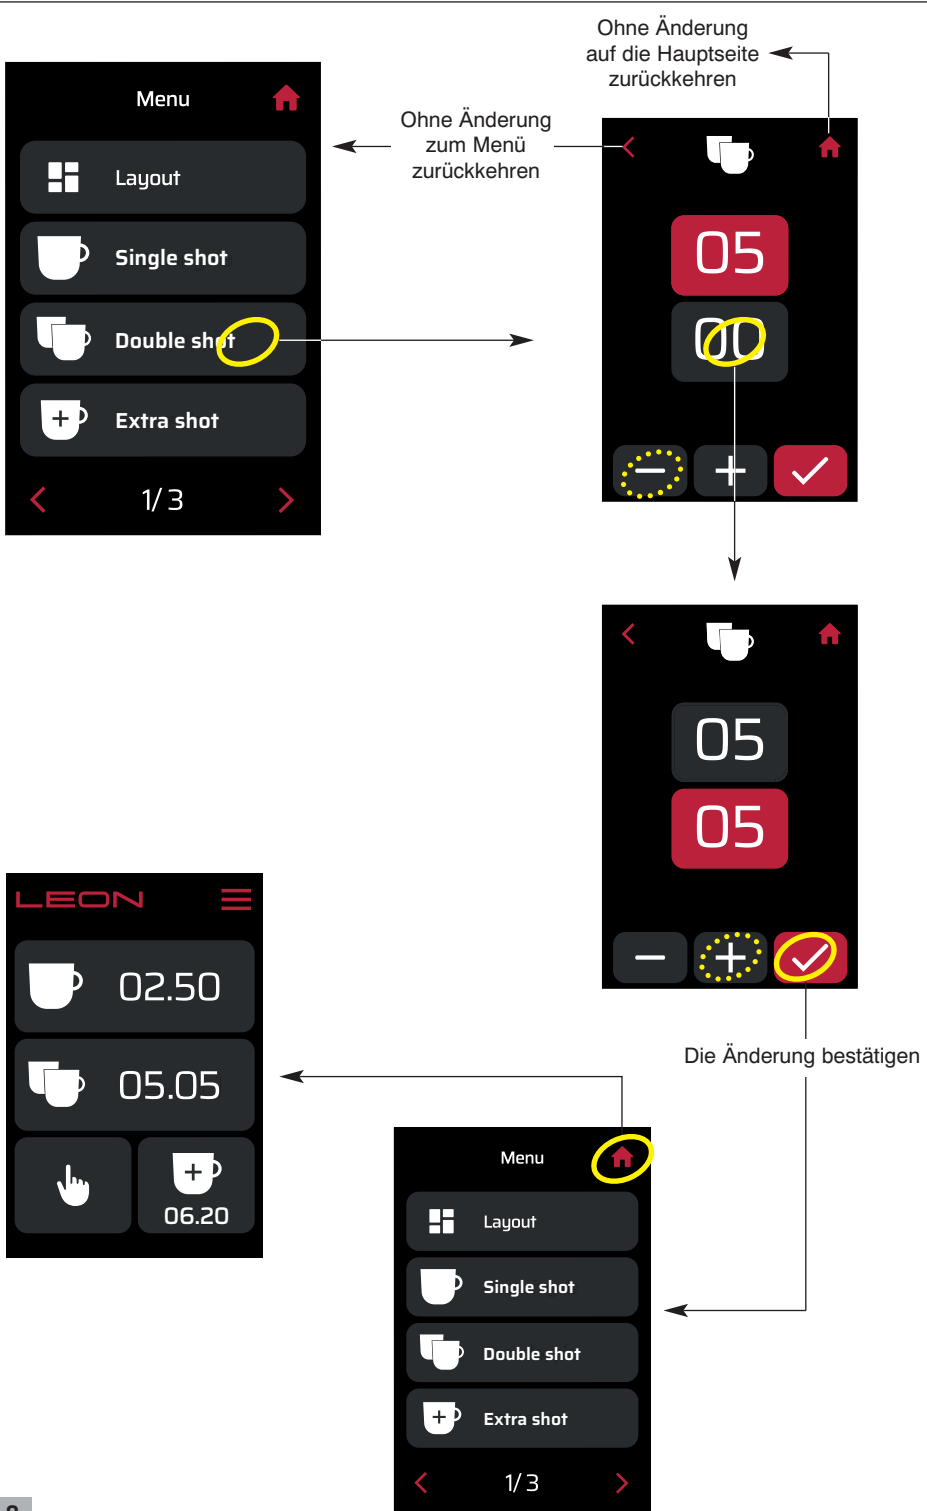 Ohne Änderung
auf die Hauptseite
zurückkehren
Menu
Layout
Single shot
Double shot
Extra shot
1/3
Ohne Änderung
zum Menü
zurückkehren
05
00
05
05
Die Änderung bestätigen
LEON
02.50
05.05
06.20
Menu
Layout
Single shot
Double shot
Extra shot
1/3